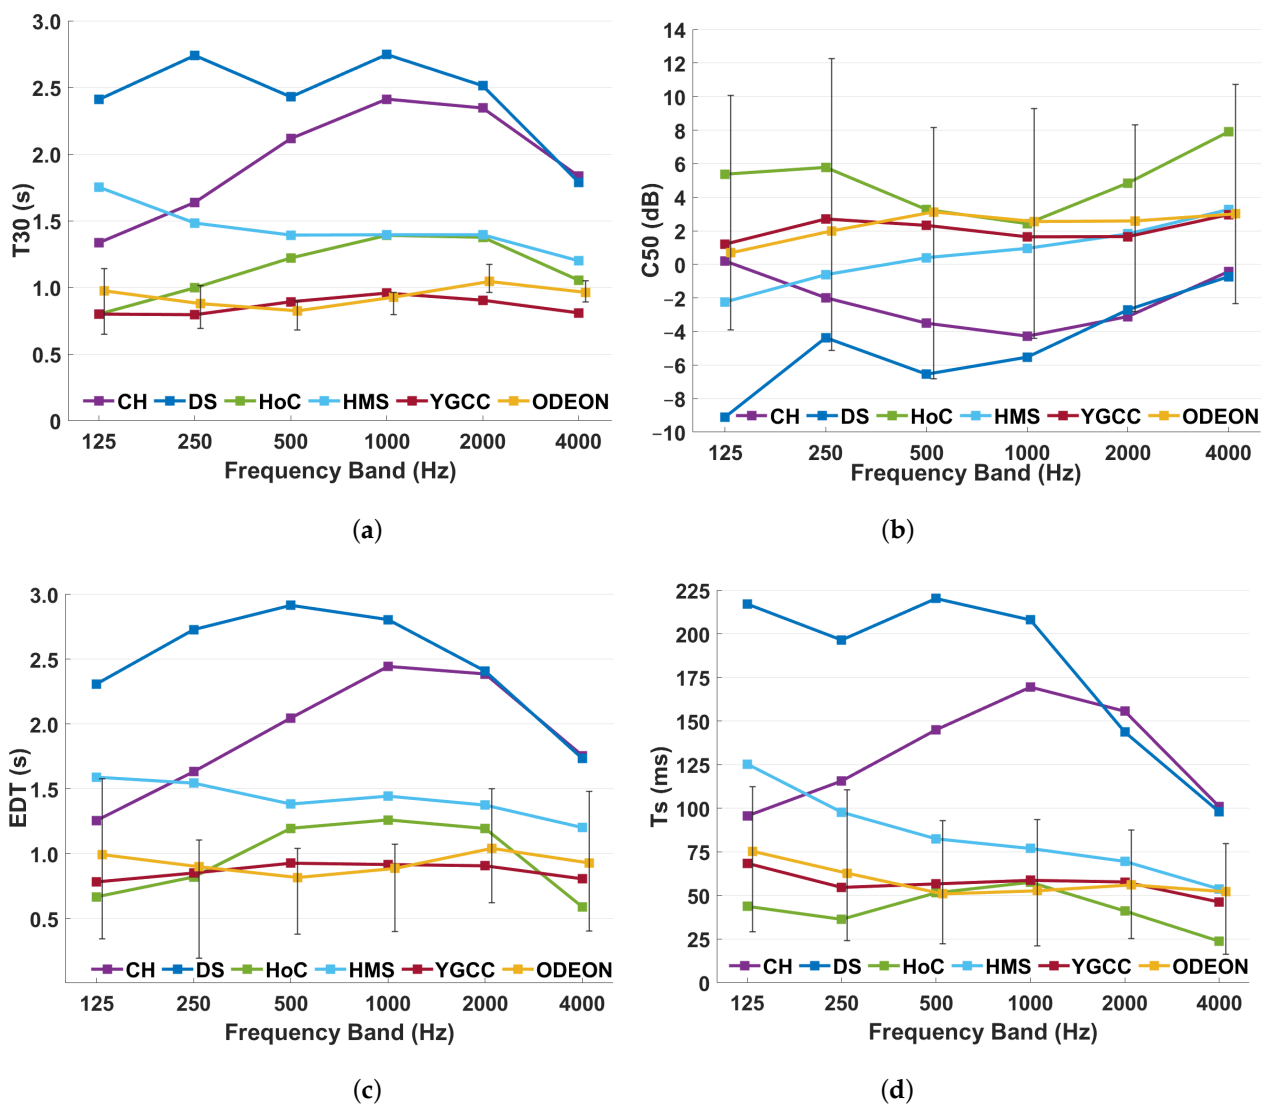 3.0
2.5
2.0
1.5
1.0
0.5
0
T30 (s)
CH DS HoC HMS YGCC ODEON
125 250 500 1000 2000 4000
Frequency Band (Hz)
(a)
14
12
10
8
6
4
2
0
−2
−4
−6
−8
−10
C50 (dB)
CH DS HoC HMS YGCC ODEON
125 250 500 1000 2000 4000
Frequency Band (Hz)
(b)
3.0
2.5
2.0
1.5
1.0
0.5
EDT (s)
CH DS HoC HMS YGCC ODEON
125 250 500 1000 2000 4000
Frequency Band (Hz)
(c)
225
200
175
150
125
100
75
50
25
0
Ts (ms)
CH DS HoC HMS YGCC ODEON
125 250 500 1000 2000 4000
Frequency Band (Hz)
(d)